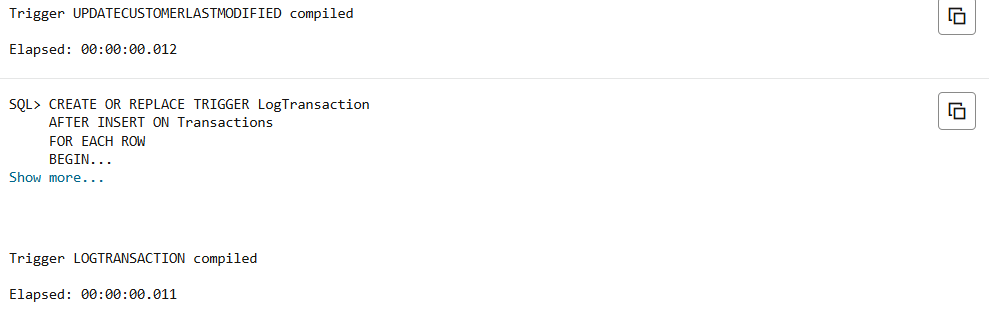 Trigger UPDATECUSTOMERLASTMODIFIED compiled
Elapsed: 00:00:00.012
SQL> CREATE OR REPLACE TRIGGER LogTransaction
AFTER INSERT ON Transactions
FOR EACH ROW
BEGIN...
Show more...
Trigger LOGTRANSACTION compiled
Elapsed: 00:00:00.011